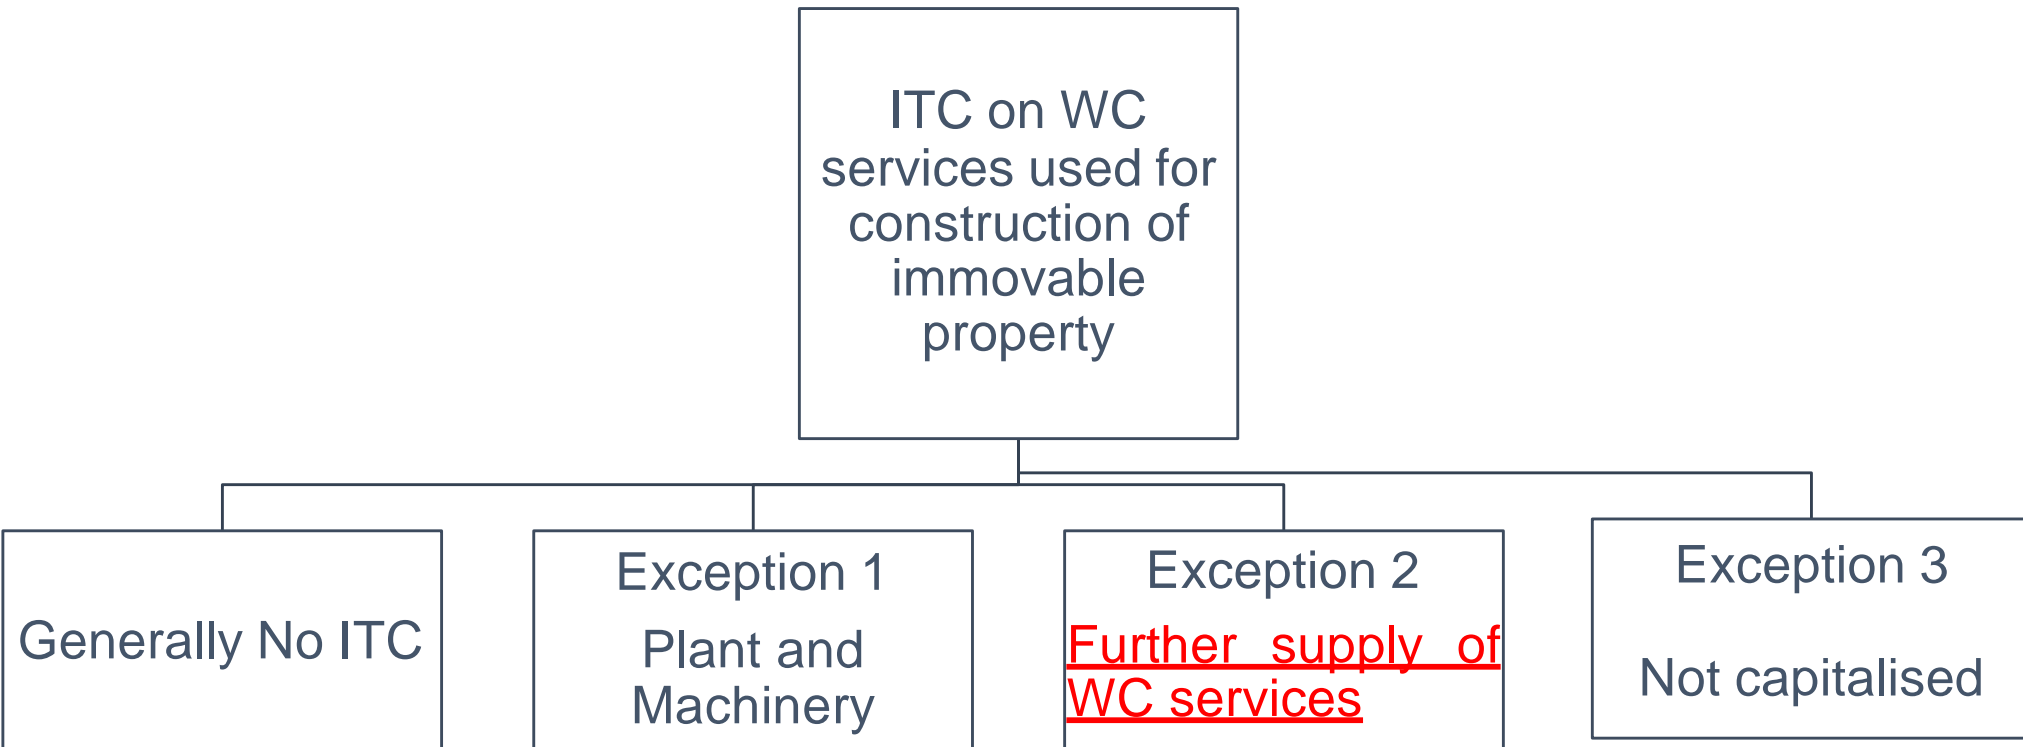 ITC on WC
services used for
construction of
immovable
property
Generally No ITC
Exception 1
Plant and
Machinery
Exception 2
Further supply of
WC services
Exception 3
Not capitalised